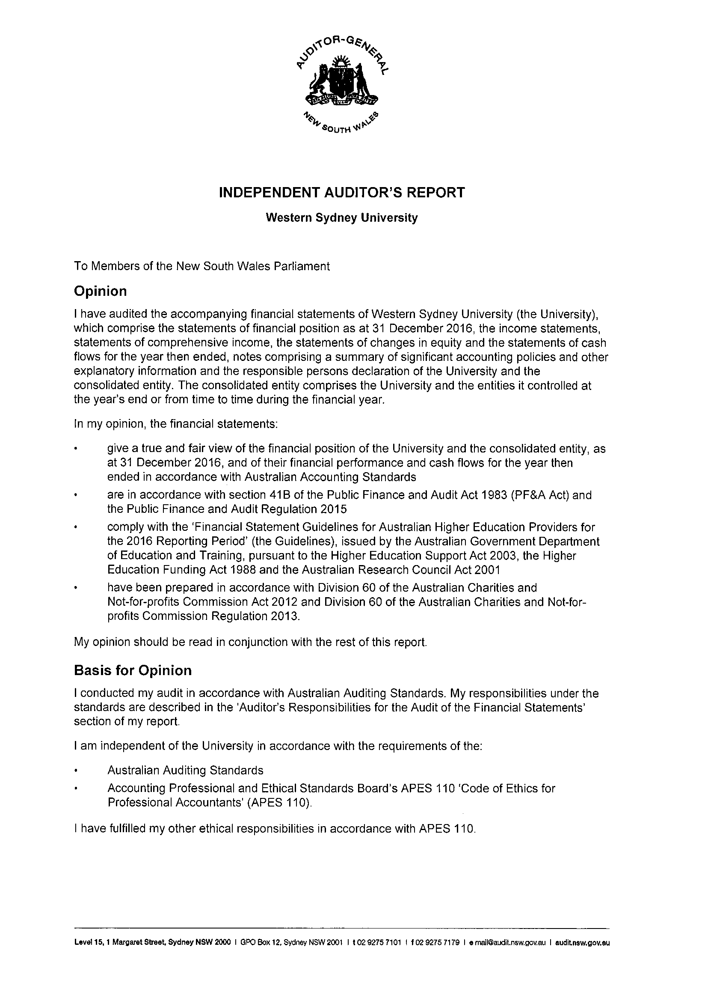 AUDITOR-GENERAL
NEW SOUTH WALES
INDEPENDENT AUDITOR'S REPORT
Western Sydney University
To Members of the New South Wales Parliament
Opinion
I have audited the accompanying financial statements of Western Sydney University (the University),
which comprise the statements of financial position as at 31 December 2016, the income statements,
statements of comprehensive income, the statements of changes in equity and the statements of cash
flows for the year then ended, notes comprising a summary of significant accounting policies and other
explanatory information and the responsible persons declaration of the University and the
consolidated entity. The consolidated entity comprises the University and the entities it controlled at
the year's end or from time to time during the financial year.
In my opinion, the financial statements:
• give a true and fair view of the financial position of the University and the consolidated entity, as
at 31 December 2016, and of their financial performance and cash flows for the year then
ended in accordance with Australian Accounting Standards
• are in accordance with section 41B of the Public Finance and Audit Act 1983 (PF&A Act) and
the Public Finance and Audit Regulation 2015
• comply with the 'Financial Statement Guidelines for Australian Higher Education Providers for
the 2016 Reporting Period' (the Guidelines), issued by the Australian Government Department
of Education and Training, pursuant to the Higher Education Support Act 2003, the Higher
Education Funding Act 1988 and the Australian Research Council Act 2001
• have been prepared in accordance with Division 60 of the Australian Charities and
Not-for-profits Commission Act 2012 and Division 60 of the Australian Charities and Not-for-
profits Commission Regulation 2013.
My opinion should be read in conjunction with the rest of this report.
Basis for Opinion
I conducted my audit in accordance with Australian Auditing Standards. My responsibilities under the
standards are described in the 'Auditor's Responsibilities for the Audit of the Financial Statements'
section of my report.
I am independent of the University in accordance with the requirements of the:
• Australian Auditing Standards
• Accounting Professional and Ethical Standards Board's APES 110 'Code of Ethics for
Professional Accountants' (APES 110).
I have fulfilled my other ethical responsibilities in accordance with APES 110.
Level 15, 1 Margaret Street, Sydney NSW 2000 | GPO Box 12, Sydney NSW 2001 | t 02 9275 7101 | f 02 9275 7179 | e mail@audit.nsw.gov.au | audit.nsw.gov.au